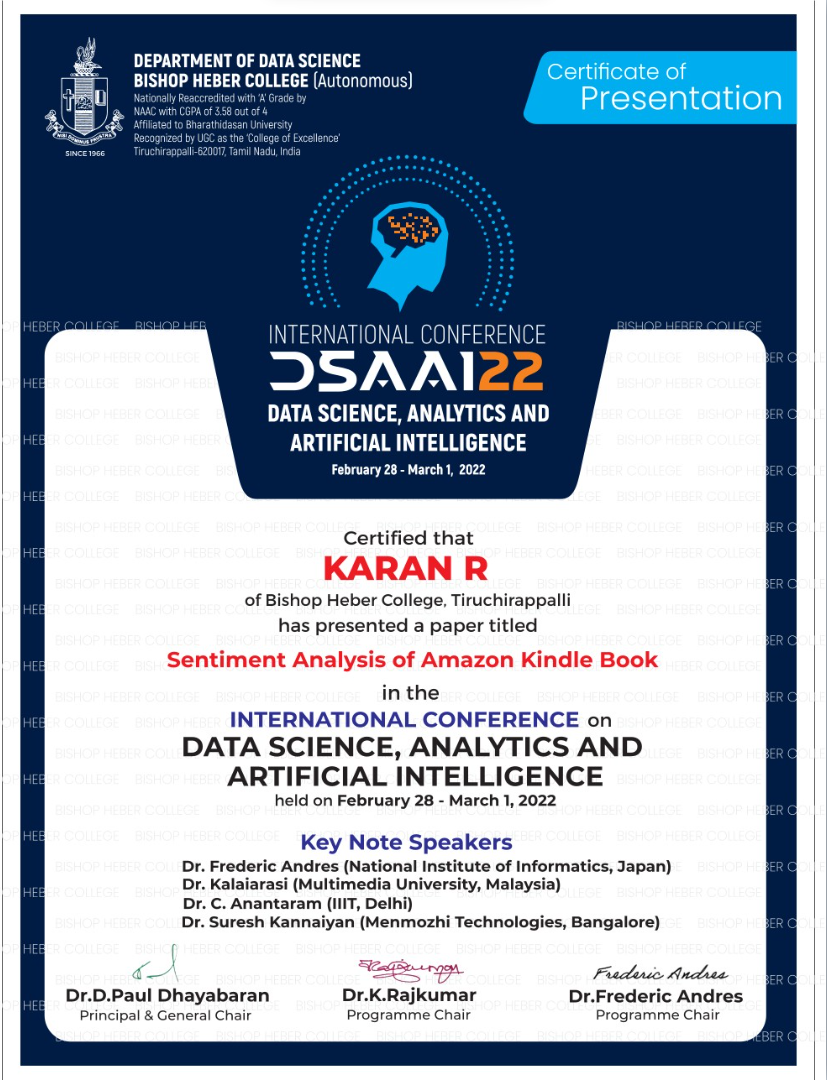 DEPARTMENT OF DATA SCIENCE
BISHOP HEBER COLLEGE (Autonomous)
Nationally Reaccredited with 'A' Grade by
NAAC with CGPA of 3.58 out of 4
Affiliated to Bharathidasan University
Recognized by UGC as the 'College of Excellence'
Tiruchirappalli-620017, Tamil Nadu, India
SINCE 1966
Certificate of
Presentation
INTERNATIONAL CONFERENCE
DSAAI22
DATA SCIENCE, ANALYTICS AND
ARTIFICIAL INTELLIGENCE
February 28 - March 1, 2022
Certified that
KARAN R
of Bishop Heber College, Tiruchirappalli
has presented a paper titled
Sentiment Analysis of Amazon Kindle Book
in the
INTERNATIONAL CONFERENCE on
DATA SCIENCE, ANALYTICS AND
ARTIFICIAL INTELLIGENCE
held on February 28 - March 1, 2022
Key Note Speakers
Dr. Frederic Andres (National Institute of Informatics, Japan)
Dr. Kalaiarasi (Multimedia University, Malaysia)
Dr. C. Anantaram (IIIT, Delhi)
Dr. Suresh Kannaiyan (Menmozhi Technologies, Bangalore)
Frederic Andres
Dr.D.Paul Dhayabaran Dr.K.Rajkumar Dr.Frederic Andres
Principal & General Chair Programme Chair Programme Chair
BISHOP HEBER COLLEGE